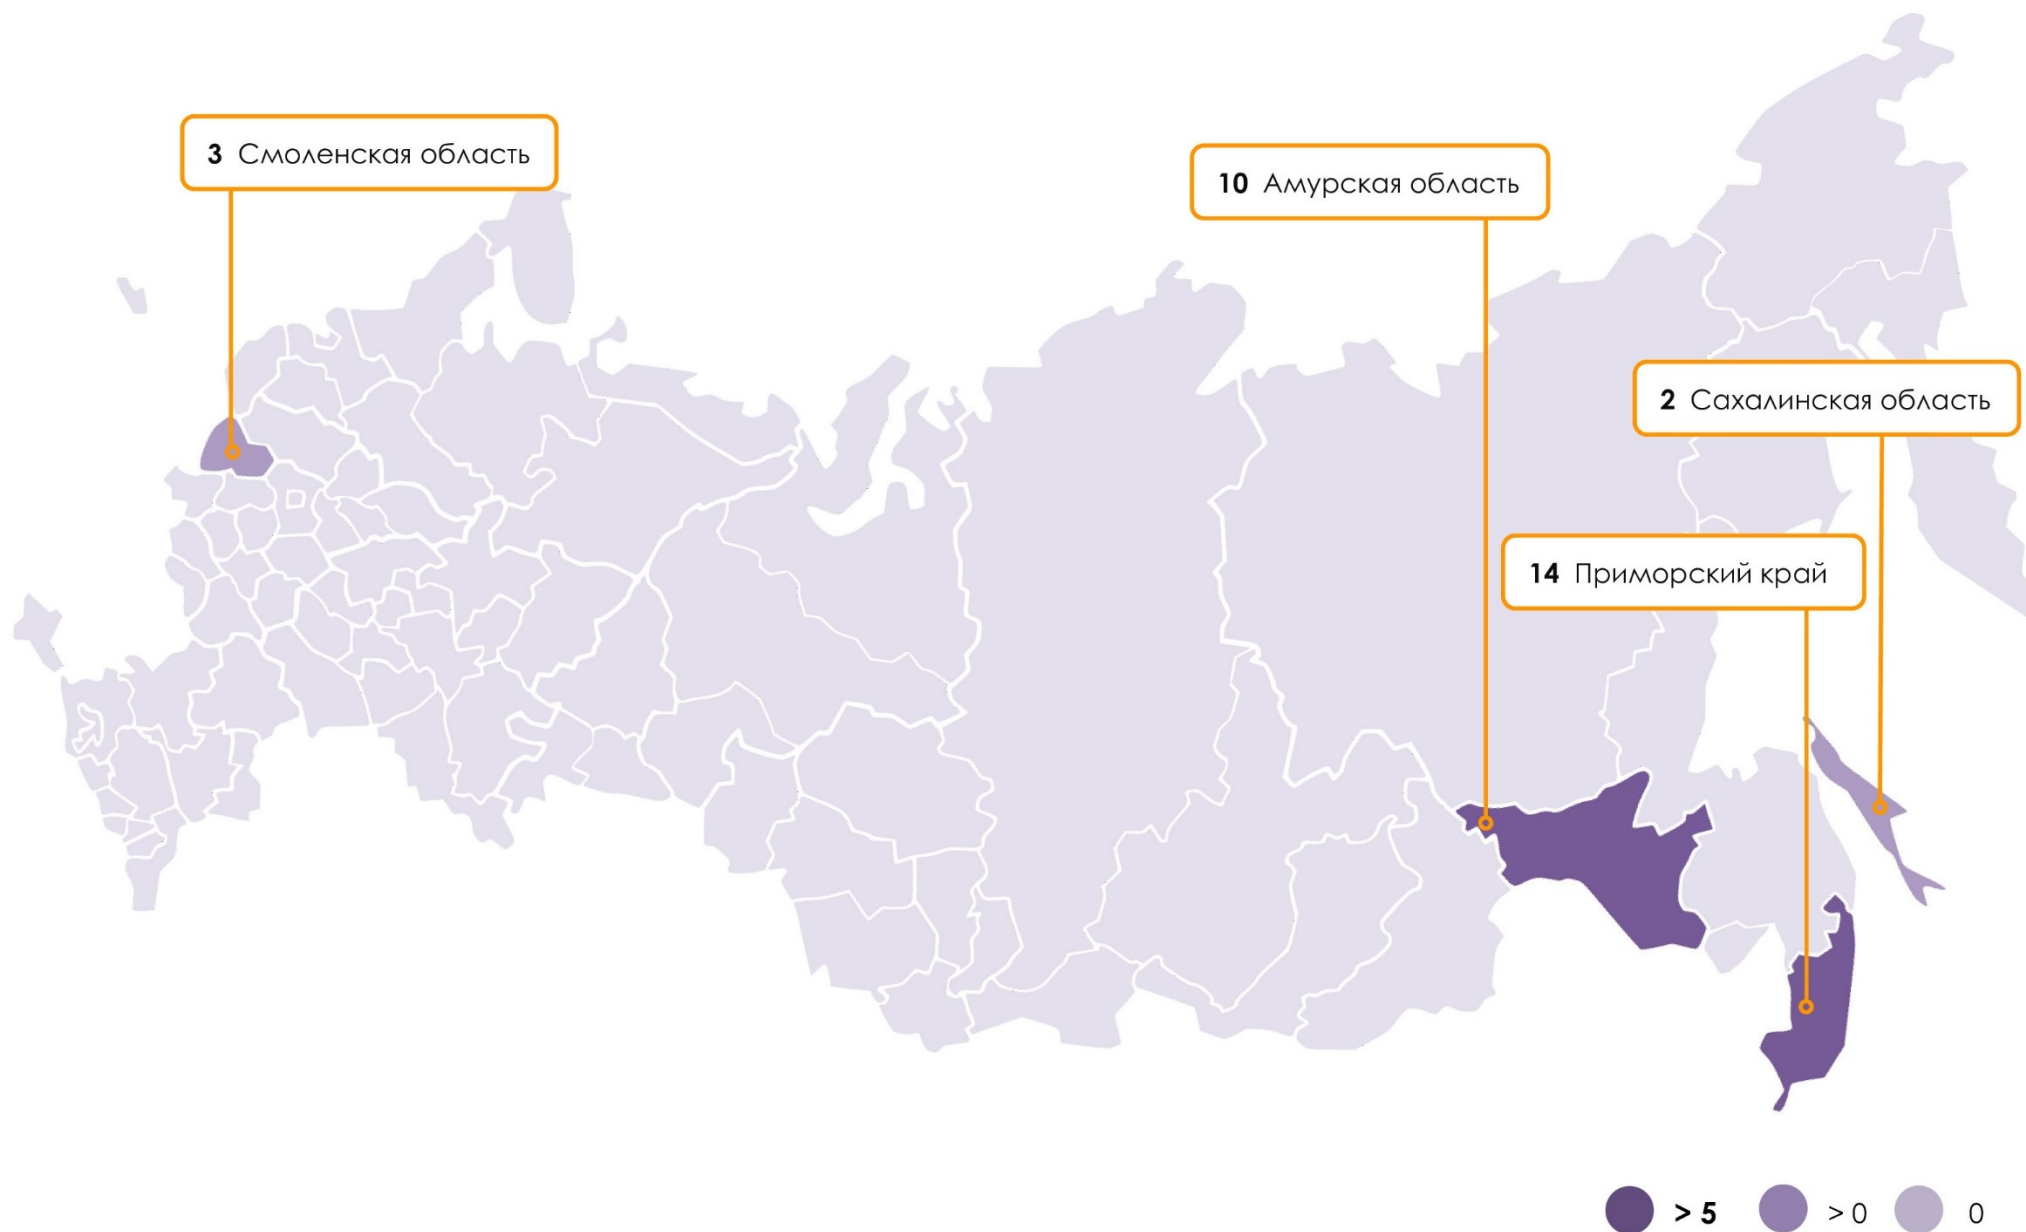 3 Смоленская область
10 Амурская область
2 Сахалинская область
14 Приморский край
> 5 > 0 0